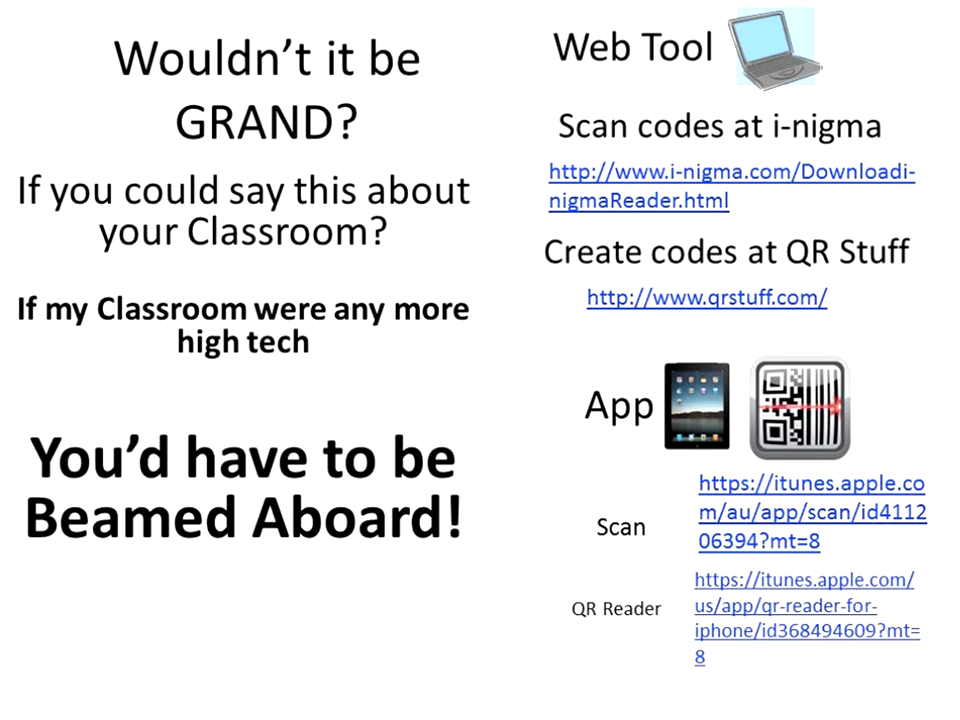 Wouldn't it be
GRAND?
If you could say this about
your Classroom?
If my Classroom were any more
high tech
You'd have to be
Beamed Aboard!
Web Tool
Scan codes at i-nigma
http://www.i-nigma.com/Downloadi-
nigmaReader.html
Create codes at QR Stuff
http://www.qrstuff.com/
App
Scan
https://itunes.apple.co
m/au/app/scan/id4112
06394?mt=8
QR Reader
https://itunes.apple.com/
us/app/qr-reader-for-
iphone/id368494609?mt=
8